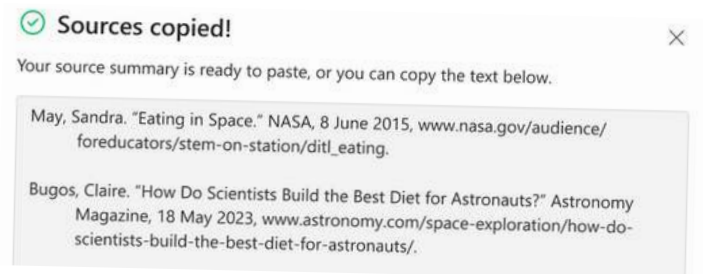 Sources copied!
Your source summary is ready to paste, or you can copy the text below.
May, Sandra. "Eating in Space." NASA, 8 June 2015, www.nasa.gov/audience/
foreducators/stem-on-station/ditl_eating.
Bugos, Claire. "How Do Scientists Build the Best Diet for Astronauts?" Astronomy
Magazine, 18 May 2023, www.astronomy.com/space-exploration/how-do-
scientists-build-the-best-diet-for-astronauts/.